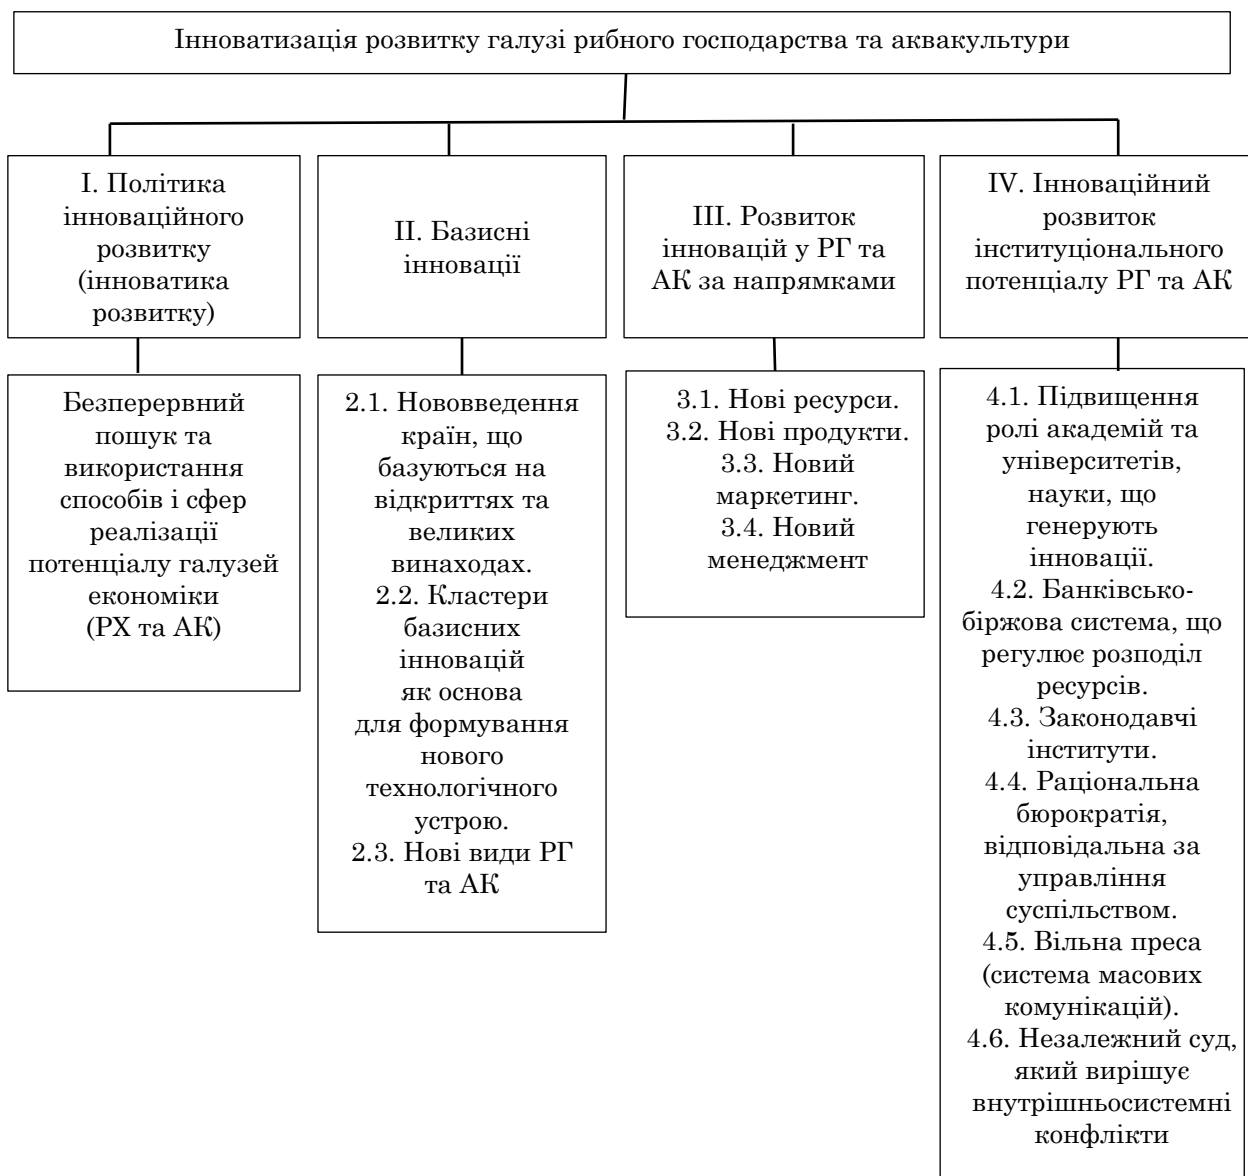 Інноватизація розвитку галузі рибного господарства та аквакультури
І. Політика
інноваційного
розвитку
(інноватика
розвитку)
ІІ. Базисні
інновації
ІІІ. Розвиток
інновацій у РГ та
АК за напрямками
IV. Інноваційний
розвиток
інституціонального
потенціалу РГ та АК
Безперервний
пошук та
використання
способів і сфер
реалізації
потенціалу галузей
економіки
(РХ та АК)
2.1. Нововведення
країн, що
базуються на
відкриттях та
великих
винаходах.
2.2. Кластери
базисних
інновацій
як основа
для формування
нового
технологічного
устрою.
2.3. Нові види РГ
та АК
3.1. Нові ресурси.
3.2. Нові продукти.
3.3. Новий
маркетинг.
3.4. Новий
менеджмент
4.1. Підвищення
ролі академій та
університетів,
науки, що
генерують
інновації.
4.2. Банківсько-
біржова система, що
регулює розподіл
ресурсів.
4.3. Законодавчі
інститути.
4.4. Раціональна
бюрократія,
відповідальна за
управління
суспільством.
4.5. Вільна преса
(система масових
комунікацій).
4.6. Незалежний суд,
який вирішує
внутрішньосистемні
конфлікти